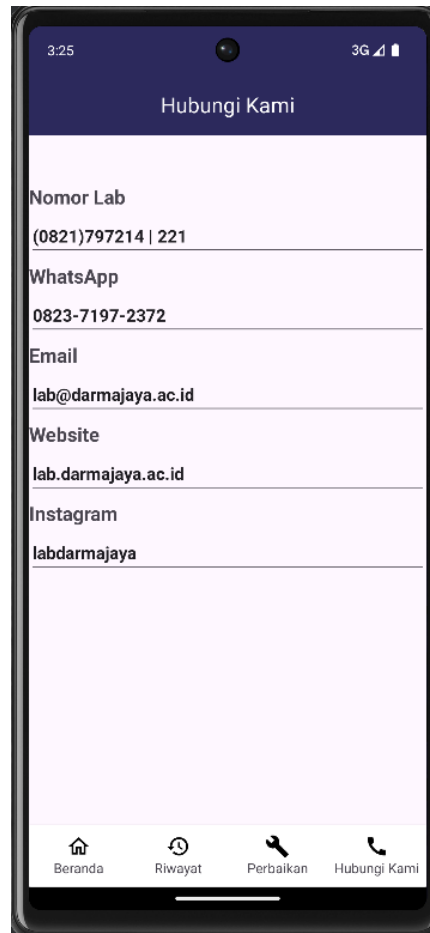 3:25
3G
Hubungi Kami
Nomor Lab
(0821)797214 | 221
WhatsApp
0823-7197-2372
Email
lab@darmajaya.ac.id
Website
lab.darmajaya.ac.id
Instagram
labdarmajaya
Beranda
Riwayat
Perbaikan
Hubungi Kami